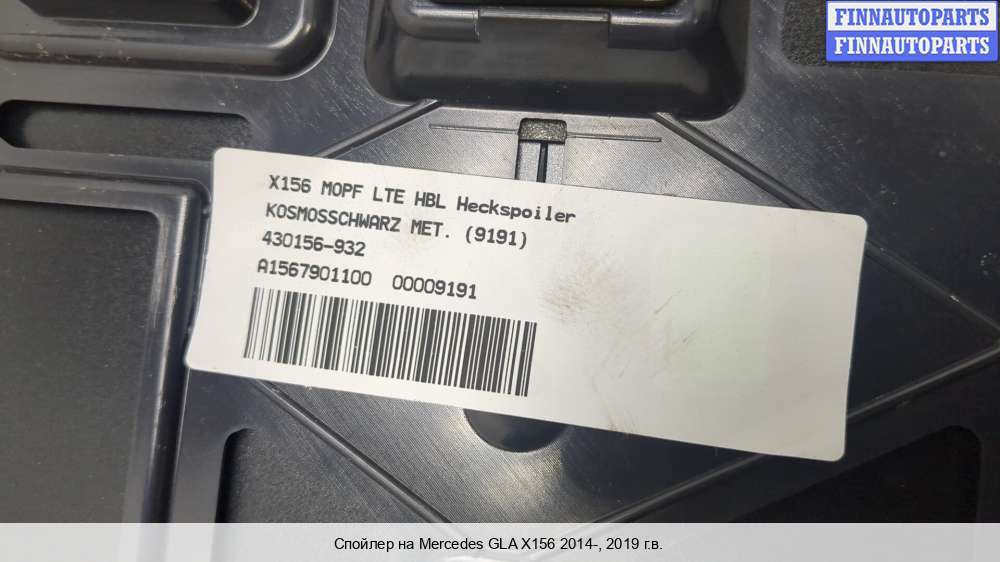 FINNAUTOPARTS
FINNAUTOPARTS
X156 MOPF LTE HBL Heckspoiler
KOSMOSSCHWARZ MET. (9191)
430156-932
A1567901100 00009191
Спойлер на Mercedes GLA X156 2014-, 2019 г.в.